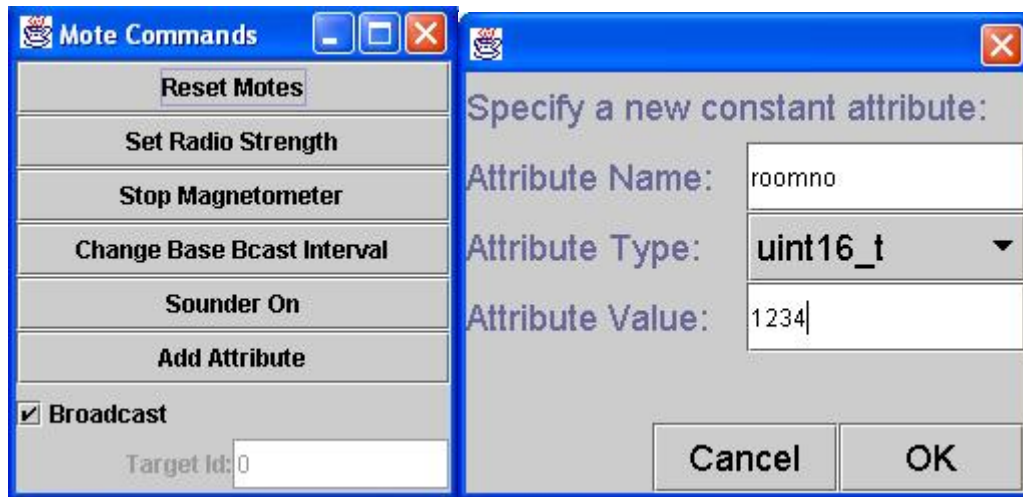 Mote Commands
Reset Motes
Set Radio Strength
Stop Magnetometer
Change Base Bcast Interval
Sounder On
Add Attribute
Broadcast
Target Id: 0
Specify a new constant attribute:
Attribute Name: roomno
Attribute Type: uint16_t
Attribute Value: 1234
Cancel OK